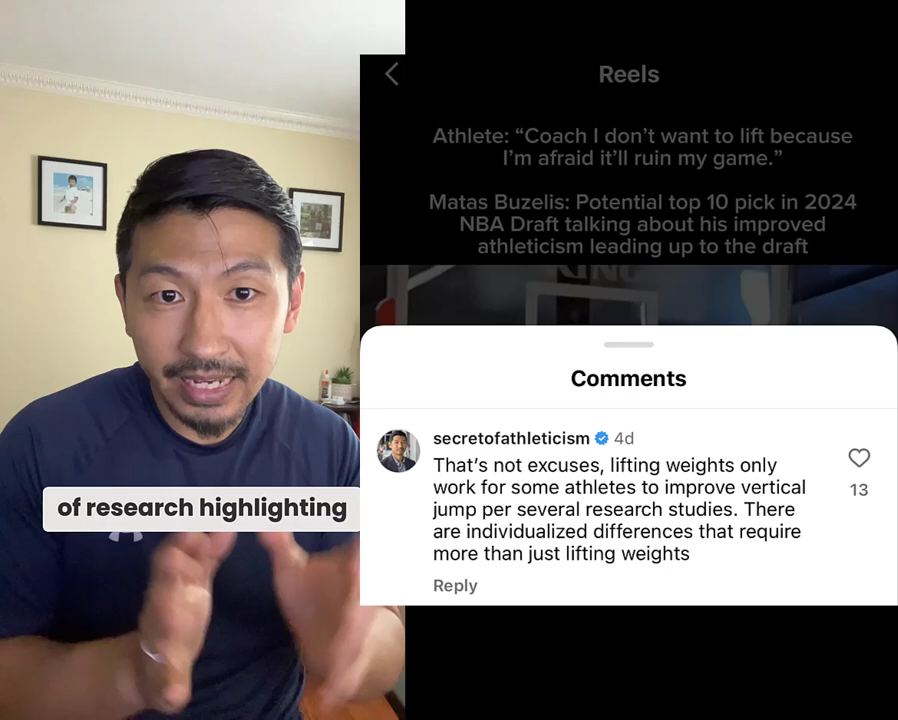 of research highlighting
Reels
Athlete: “Coach I don’t want to lift because
I’m afraid it’ll ruin my game.”
Matas Buzelis: Potential top 10 pick in 2024
NBA Draft talking about his improved
athleticism leading up to the draft
KING
Comments
secretofathleticism 4d
That’s not excuses, lifting weights only
work for some athletes to improve vertical
jump per several research studies. There
are individualized differences that require
more than just lifting weights
13
Reply